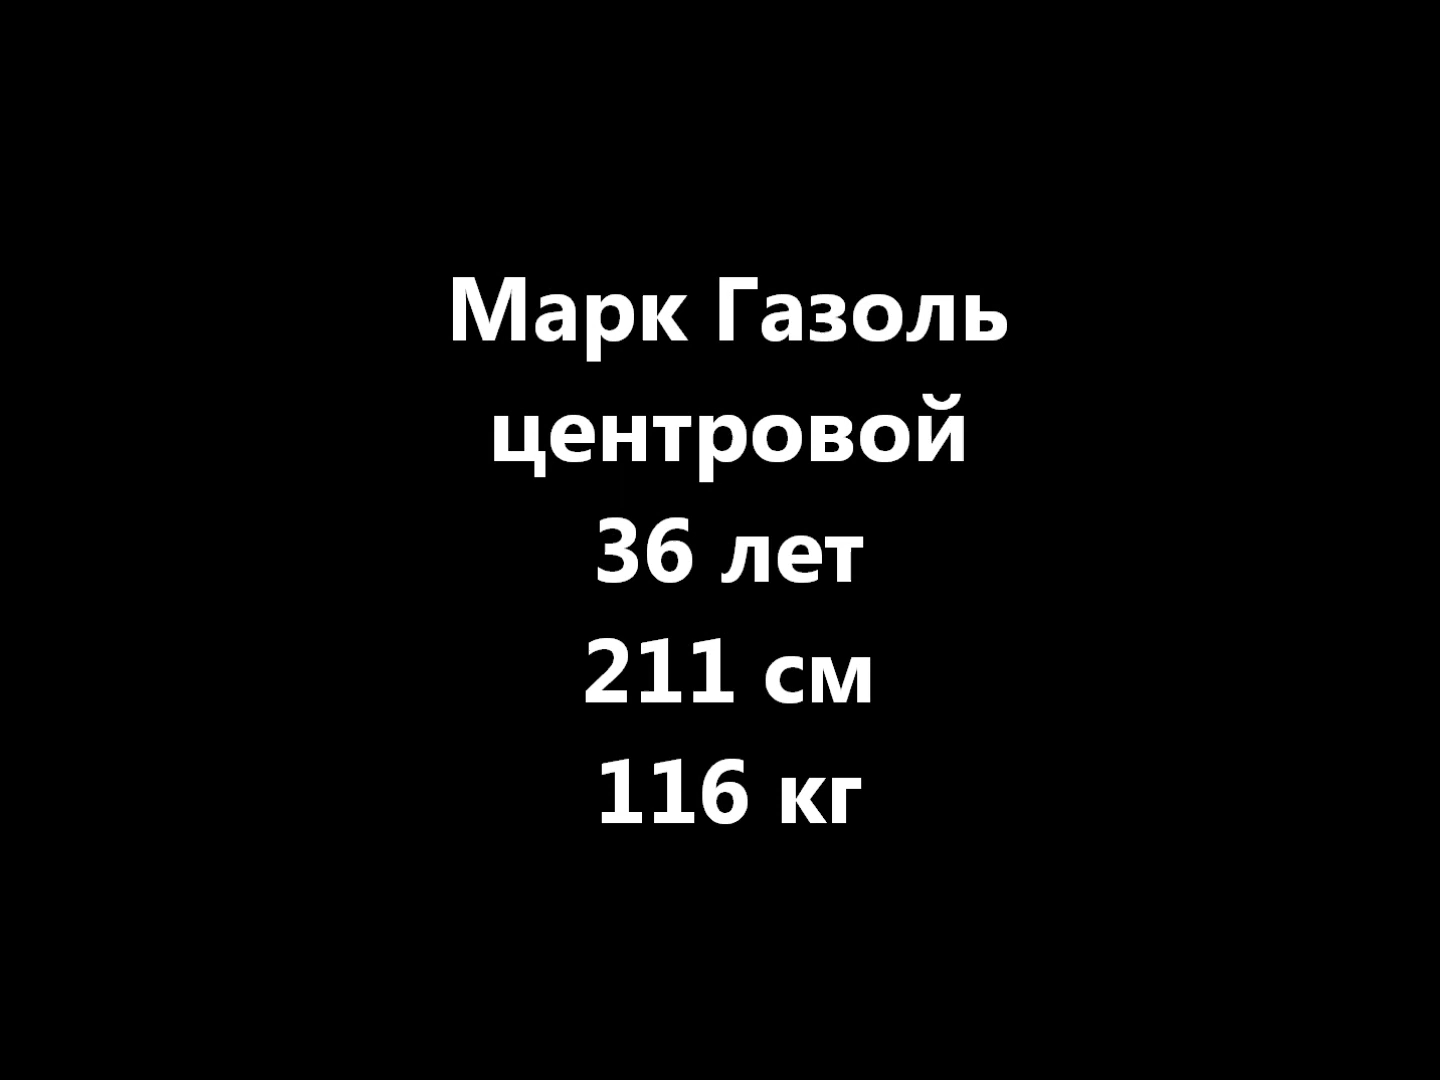 Марк Газоль
центровой
36 лет
211 см
116 кг